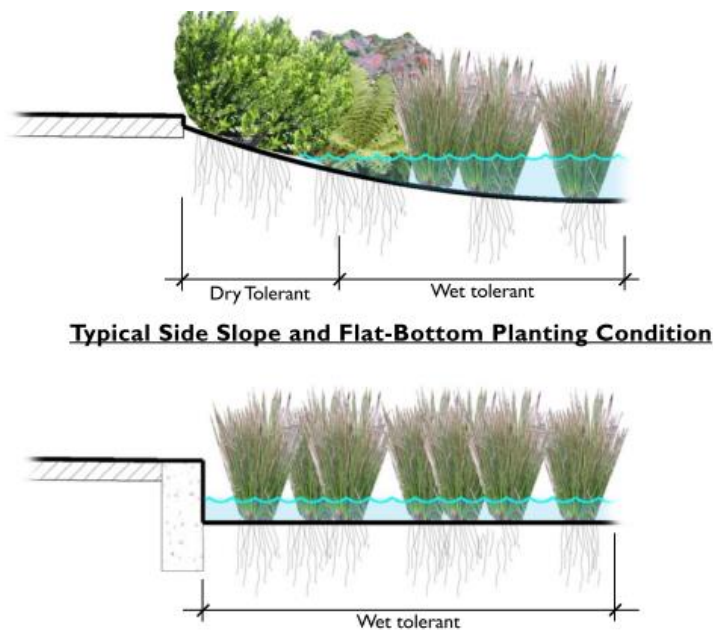 Dry Tolerant
Wet tolerant
Typical Side Slope and Flat-Bottom Planting Condition
Wet tolerant